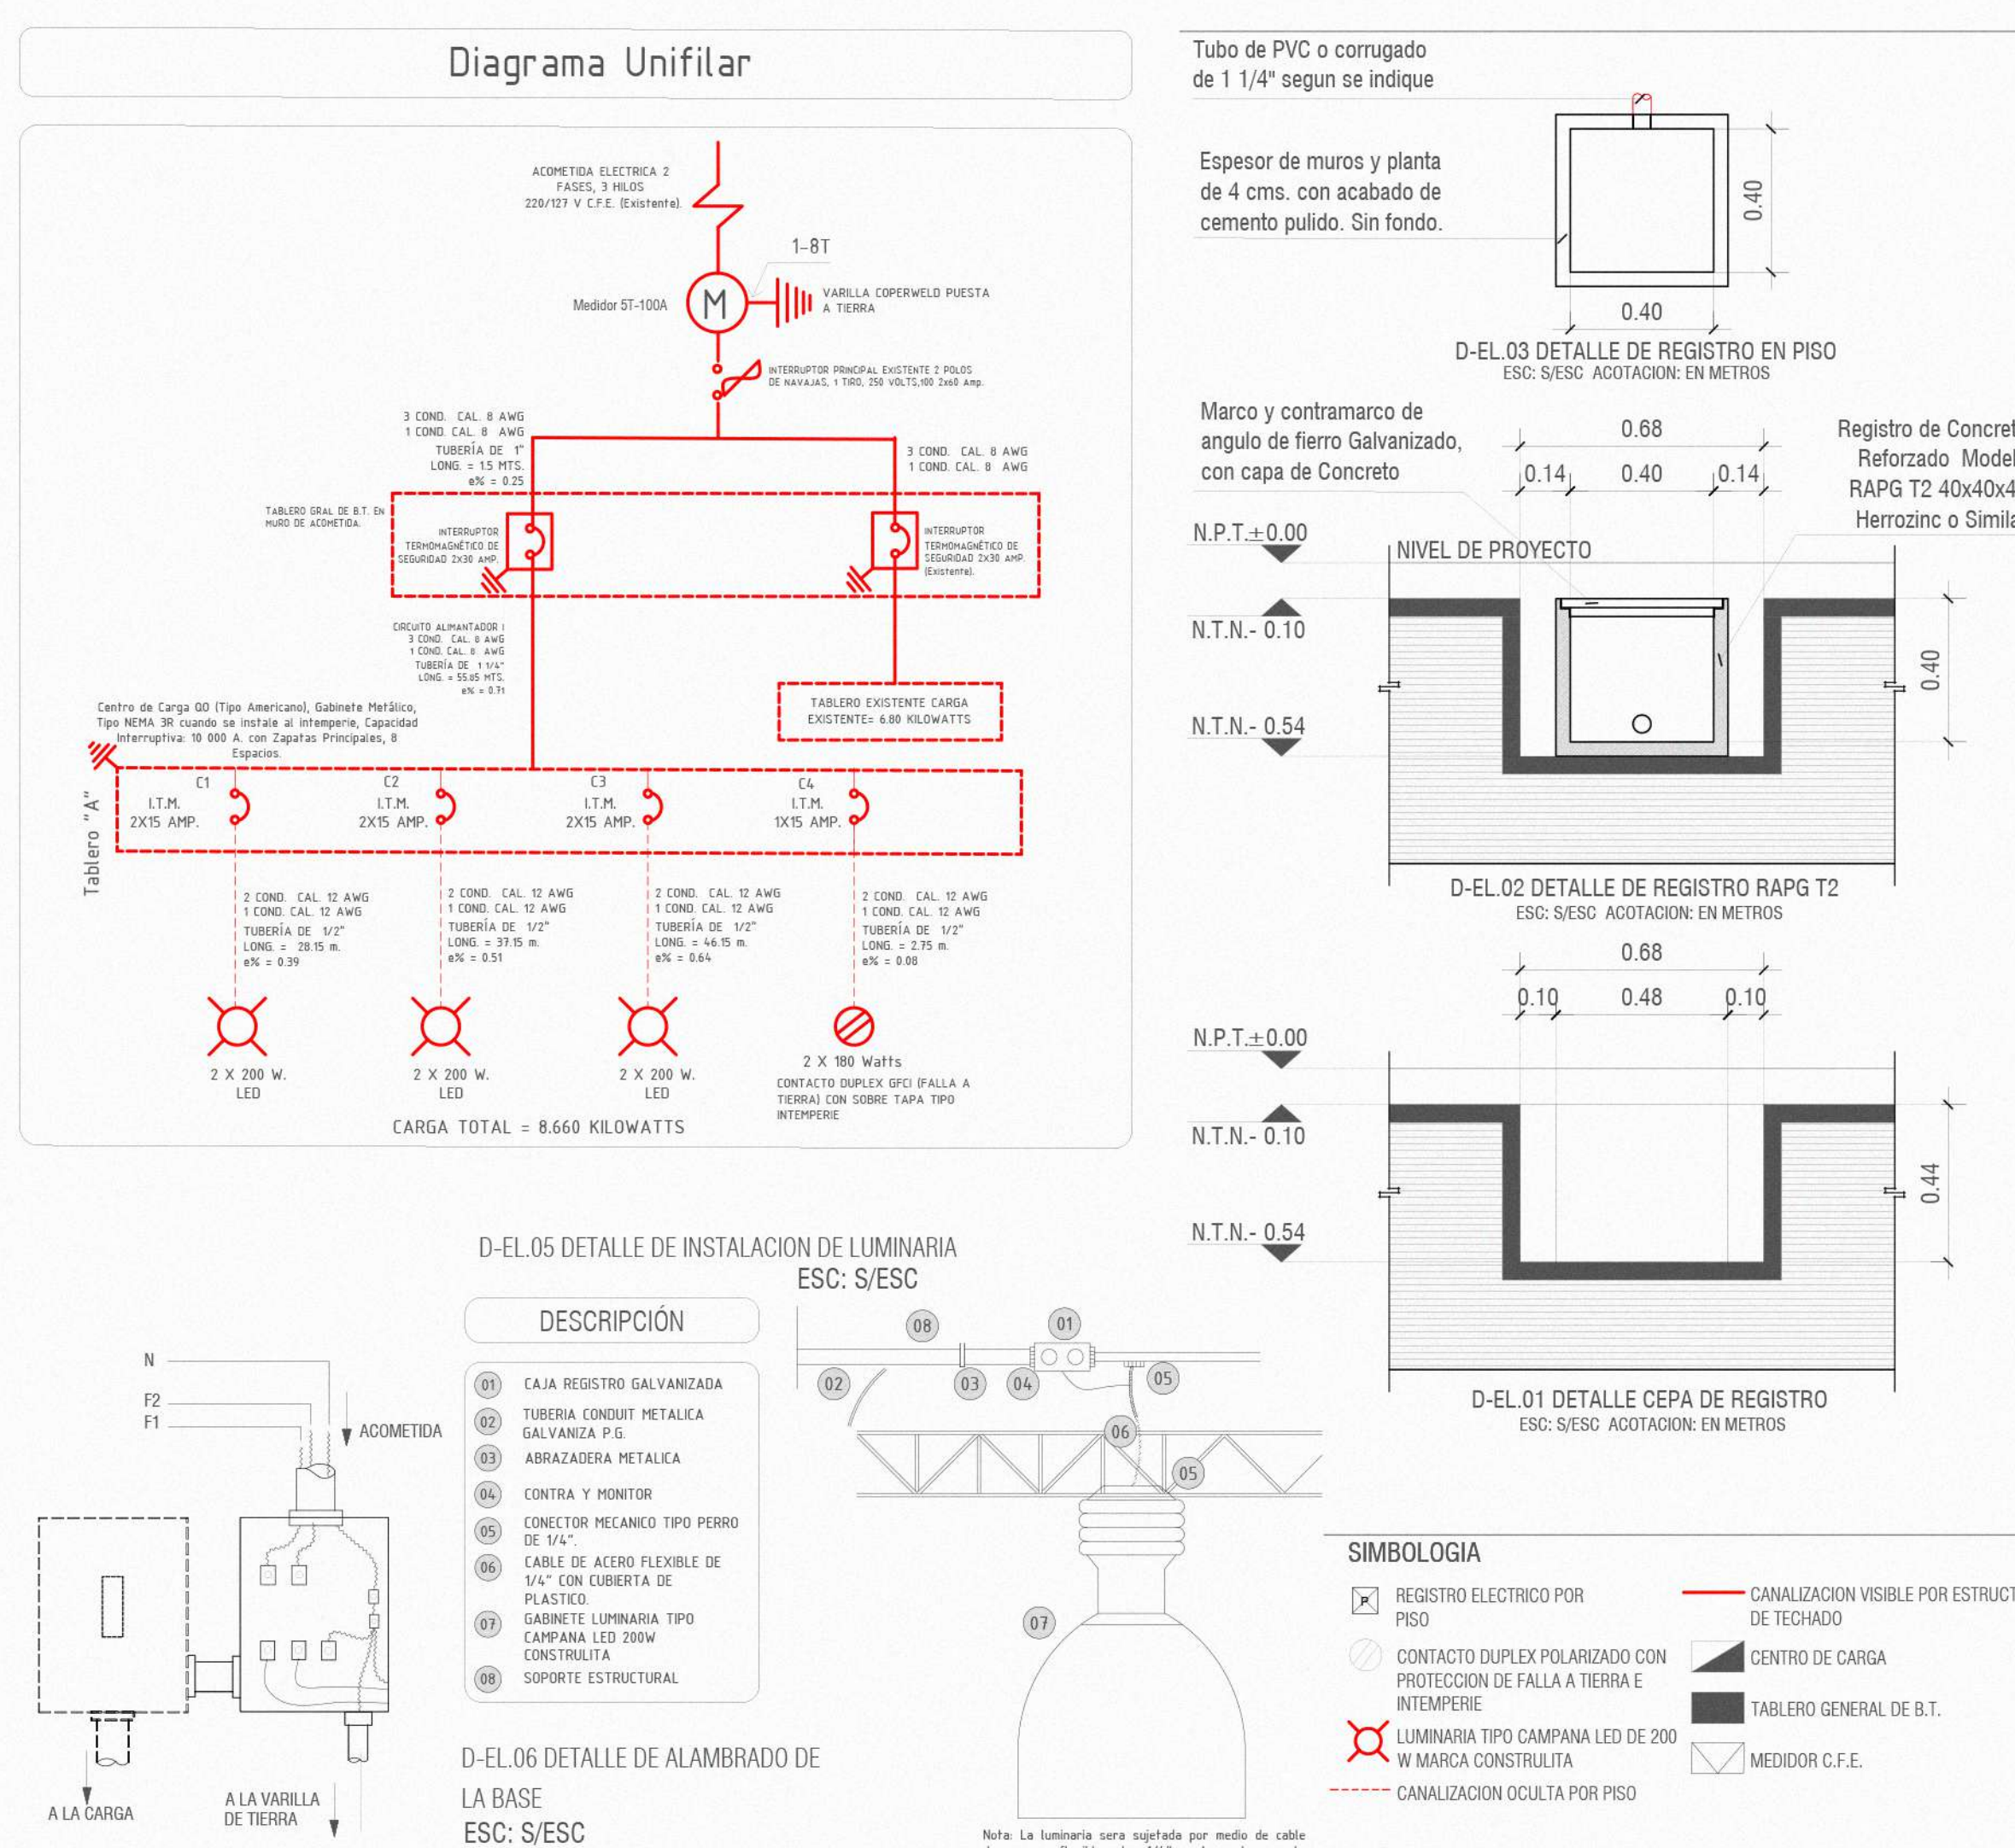 Diagrama Unifilar
ACOMETIDA ELECTRICA 2
FASES, 3 HILOS
220/127 V C.F.E. (Existente).
1-8T
Medidor 5T-100A
M
VARILLA COPERWELD PUESTA
A TIERRA
INTERRUPTOR PRINCIPAL EXISTENTE 2 POLOS
DE NAVAJAS, 1 TIRO, 250 VOLTS,100 2x60 Amp.
3 COND. CAL. 8 AWG
1 COND. CAL. 8 AWG
TUBERÍA DE 1"
LONG. = 1.5 MTS.
e% = 0.25
3 COND. CAL. 8 AWG
1 COND. CAL. 8 AWG
TABLERO GRAL DE B.T. EN
MURO DE ACOMETIDA.
INTERRUPTOR
TERMOMAGNÉTICO DE
SEGURIDAD 2X30 AMP.
INTERRUPTOR
TERMOMAGNÉTICO DE
SEGURIDAD 2X30 AMP.
(Existente).
CIRCUITO ALIMANTADOR I
3 COND. CAL. 8 AWG
1 COND. CAL. 8 AWG
TUBERÍA DE 1 1/4"
LONG. = 55.85 MTS.
e% = 0.71
TABLERO EXISTENTE CARGA
EXISTENTE= 6.80 KILOWATTS
Centro de Carga QO (Tipo Americano), Gabinete Metálico,
Tipo NEMA 3R cuando se instale al intemperie, Capacidad
Interruptiva: 10 000 A. con Zapatas Principales, 8
Espacios.
Tablero "A"
C1
I.T.M.
2X15 AMP.
C2
I.T.M.
2X15 AMP.
C3
I.T.M.
2X15 AMP.
C4
I.T.M.
1X15 AMP.
2 COND. CAL. 12 AWG
1 COND. CAL. 12 AWG
TUBERÍA DE 1/2"
LONG. = 28.15 m.
e% = 0.39
2 COND. CAL. 12 AWG
1 COND. CAL. 12 AWG
TUBERÍA DE 1/2"
LONG. = 37.15 m.
e% = 0.51
2 COND. CAL. 12 AWG
1 COND. CAL. 12 AWG
TUBERÍA DE 1/2"
LONG. = 46.15 m.
e% = 0.64
2 COND. CAL. 12 AWG
1 COND. CAL. 12 AWG
TUBERÍA DE 1/2"
LONG. = 2.75 m.
e% = 0.08
2 X 200 W.
LED
2 X 200 W.
LED
2 X 200 W.
LED
2 X 180 Watts
CONTACTO DUPLEX GFCI (FALLA A
TIERRA) CON SOBRE TAPA TIPO
INTEMPERIE
CARGA TOTAL = 8.660 KILOWATTS
Tubo de PVC o corrugado
de 1 1/4" segun se indique
Espesor de muros y planta
de 4 cms. con acabado de
cemento pulido. Sin fondo.
0.40
0.40
D-EL.03 DETALLE DE REGISTRO EN PISO
ESC: S/ESC ACOTACION: EN METROS
Marco y contramarco de
angulo de fierro Galvanizado,
con capa de Concreto
0.68
0.14
0.40
0.14
Registro de Concret
Reforzado Model
RAPG T2 40x40x4
Herrozinc o Simila
N.P.T.±0.00
NIVEL DE PROYECTO
N.T.N.- 0.10
N.T.N.- 0.54
0.40
D-EL.02 DETALLE DE REGISTRO RAPG T2
ESC: S/ESC ACOTACION: EN METROS
0.68
0.10
0.48
0.10
N.P.T.±0.00
N.T.N.- 0.10
N.T.N.- 0.54
0.44
D-EL.01 DETALLE CEPA DE REGISTRO
ESC: S/ESC ACOTACION: EN METROS
D-EL.05 DETALLE DE INSTALACION DE LUMINARIA
ESC: S/ESC
DESCRIPCIÓN
01 CAJA REGISTRO GALVANIZADA
02 TUBERIA CONDUIT METALICA
GALVANIZA P.G.
03 ABRAZADERA METALICA
04 CONTRA Y MONITOR
05 CONECTOR MECANICO TIPO PERRO
DE 1/4".
06 CABLE DE ACERO FLEXIBLE DE
1/4" CON CUBIERTA DE
PLASTICO.
07 GABINETE LUMINARIA TIPO
CAMPANA LED 200W
CONSTRULITA
08 SOPORTE ESTRUCTURAL
08
01
02
03
04
05
06
05
07
N
F2
F1
ACOMETIDA
A LA CARGA
A LA VARILLA
DE TIERRA
D-EL.06 DETALLE DE ALAMBRADO DE
LA BASE
ESC: S/ESC
Nota: La luminaria sera sujetada por medio de cable
SIMBOLOGIA
P
REGISTRO ELECTRICO POR
PISO
CONTACTO DUPLEX POLARIZADO CON
PROTECCION DE FALLA A TIERRA E
INTEMPERIE
LUMINARIA TIPO CAMPANA LED DE 200
W MARCA CONSTRULITA
CANALIZACION OCULTA POR PISO
CANALIZACION VISIBLE POR ESTRUCT
DE TECHADO
CENTRO DE CARGA
TABLERO GENERAL DE B.T.
MEDIDOR C.F.E.